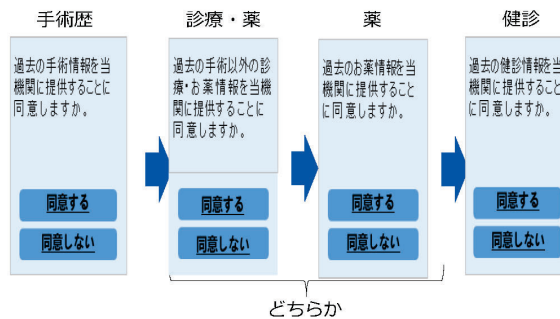 手術歴
診療・薬
薬
健診
過去の手術情報を当
機関に提供することに
同意しますか。
同意する
同意しない
過去の手術以外の診
療・お薬情報を当機関
に提供することに
同意しますか。
同意する
同意しない
過去のお薬情報を当
機関に提供することに
同意しますか。
同意する
同意しない
過去の健診情報を当
機関に提供すること
に同意しますか。
同意する
同意しない
どちらか